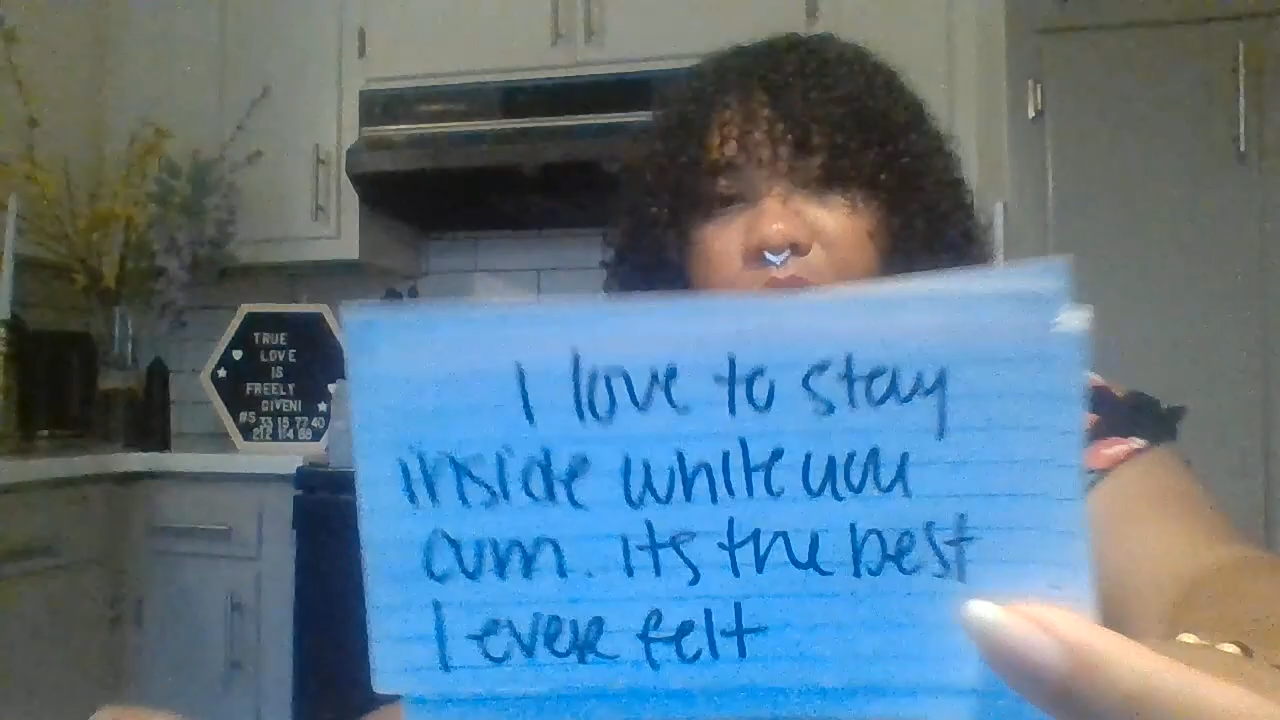 TRUE
LOVE
IS
FREELY
GIVEN!
I love to stay
inside while you
cum. its the best
I ever felt